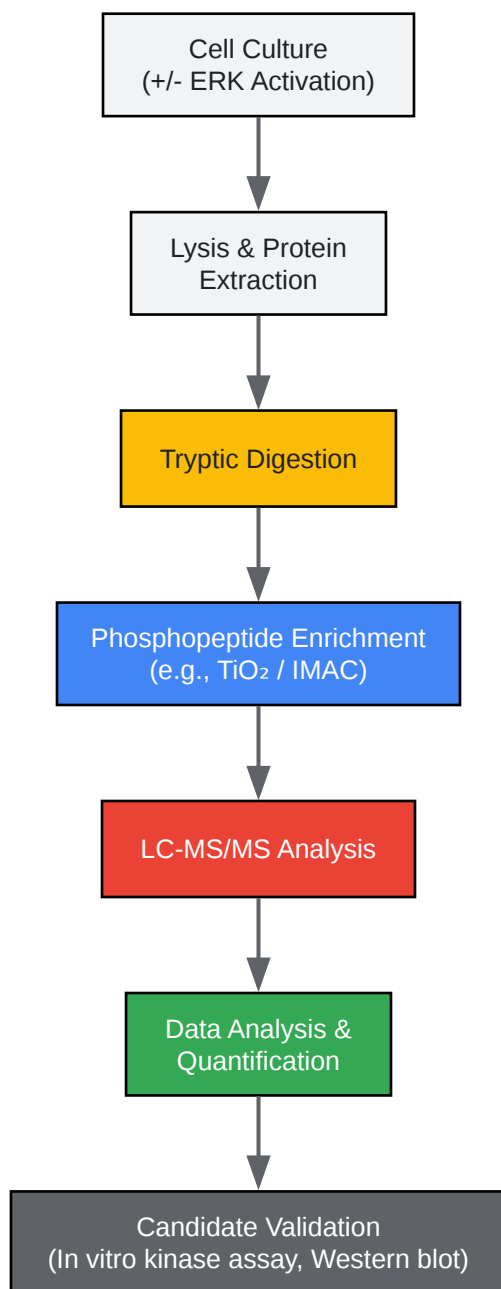 Cell Culture
(+/- ERK Activation)
Lysis & Protein
Extraction
Tryptic Digestion
Phosphopeptide Enrichment
(e.g., TiO₂ / IMAC)
LC-MS/MS Analysis
Data Analysis &
Quantification
Candidate Validation
(In vitro kinase assay, Western blot)